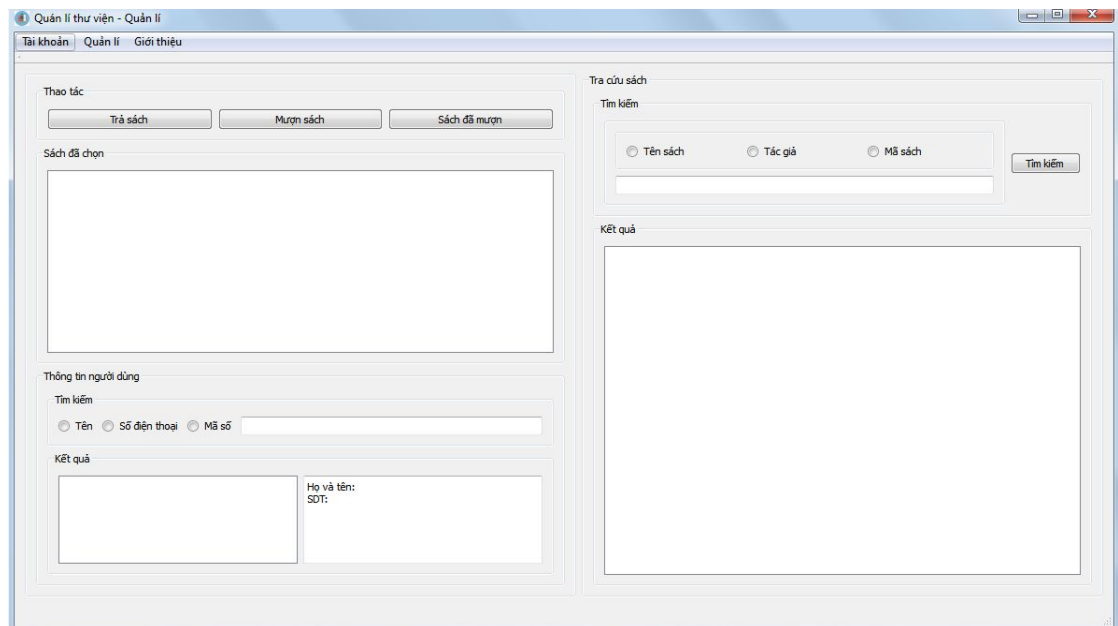 Quản lí thư viện - Quản lí
Tài khoản Quản lí Giới thiệu
Thao tác
Trả sách Mượn sách Sách đã mượn
Sách đã chọn
Thông tin người dùng
Tìm kiếm
Tên Số điện thoại Mã số
Kết quả
Họ và tên:
SDT:
Tra cứu sách
Tìm kiếm
Tên sách Tác giả Mã sách
Tìm kiếm
Kết quả